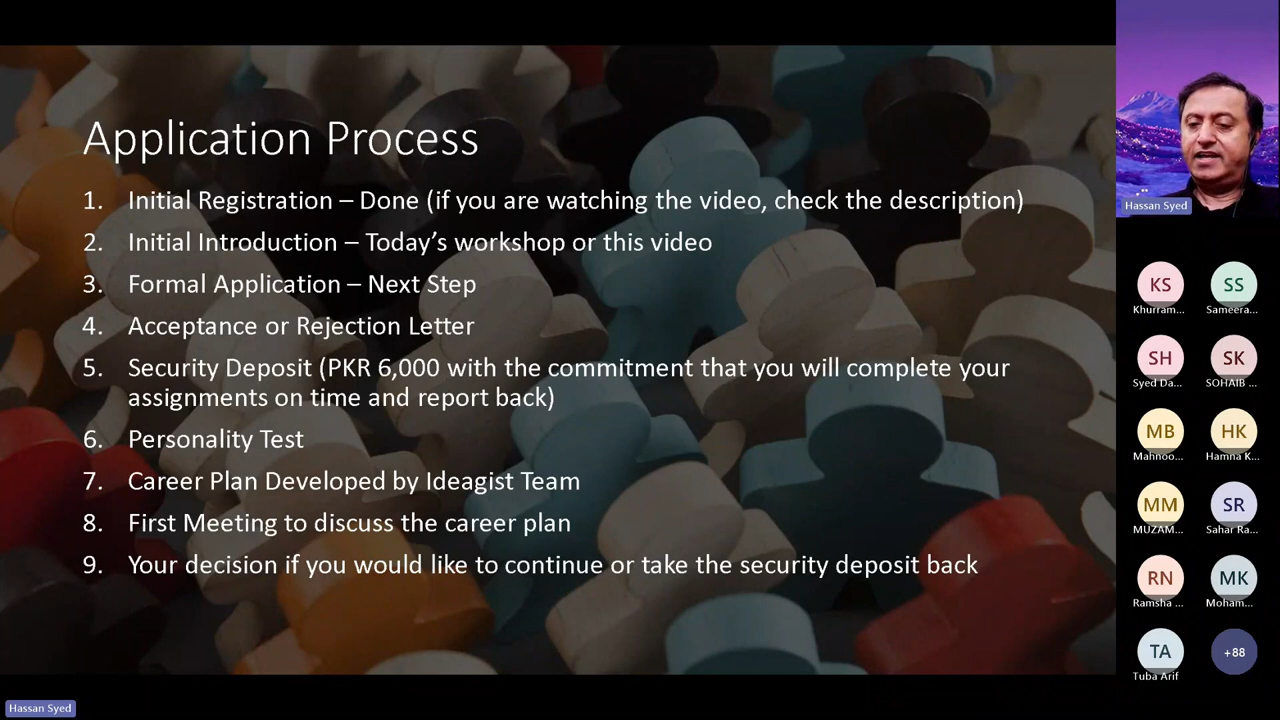 Application Process
1. Initial Registration – Done (if you are watching the video, check the description)
2. Initial Introduction – Today's workshop or this video
3. Formal Application – Next Step
4. Acceptance or Rejection Letter
5. Security Deposit (PKR 6,000 with the commitment that you will complete your
assignments on time and report back)
6. Personality Test
7. Career Plan Developed by Ideagist Team
8. First Meeting to discuss the career plan
9. Your decision if you would like to continue or take the security deposit back
Hassan Syed
KS
Khurram...
SS
Sameera...
SH
Syed Da...
SK
SOHAIB ...
MB
Mahnoo...
HK
Hamna K...
MM
MUZAM...
SR
Sahar Ra...
RN
Ramsha ...
MK
Moham...
TA
Tuba Arif
+88
Hassan Syed